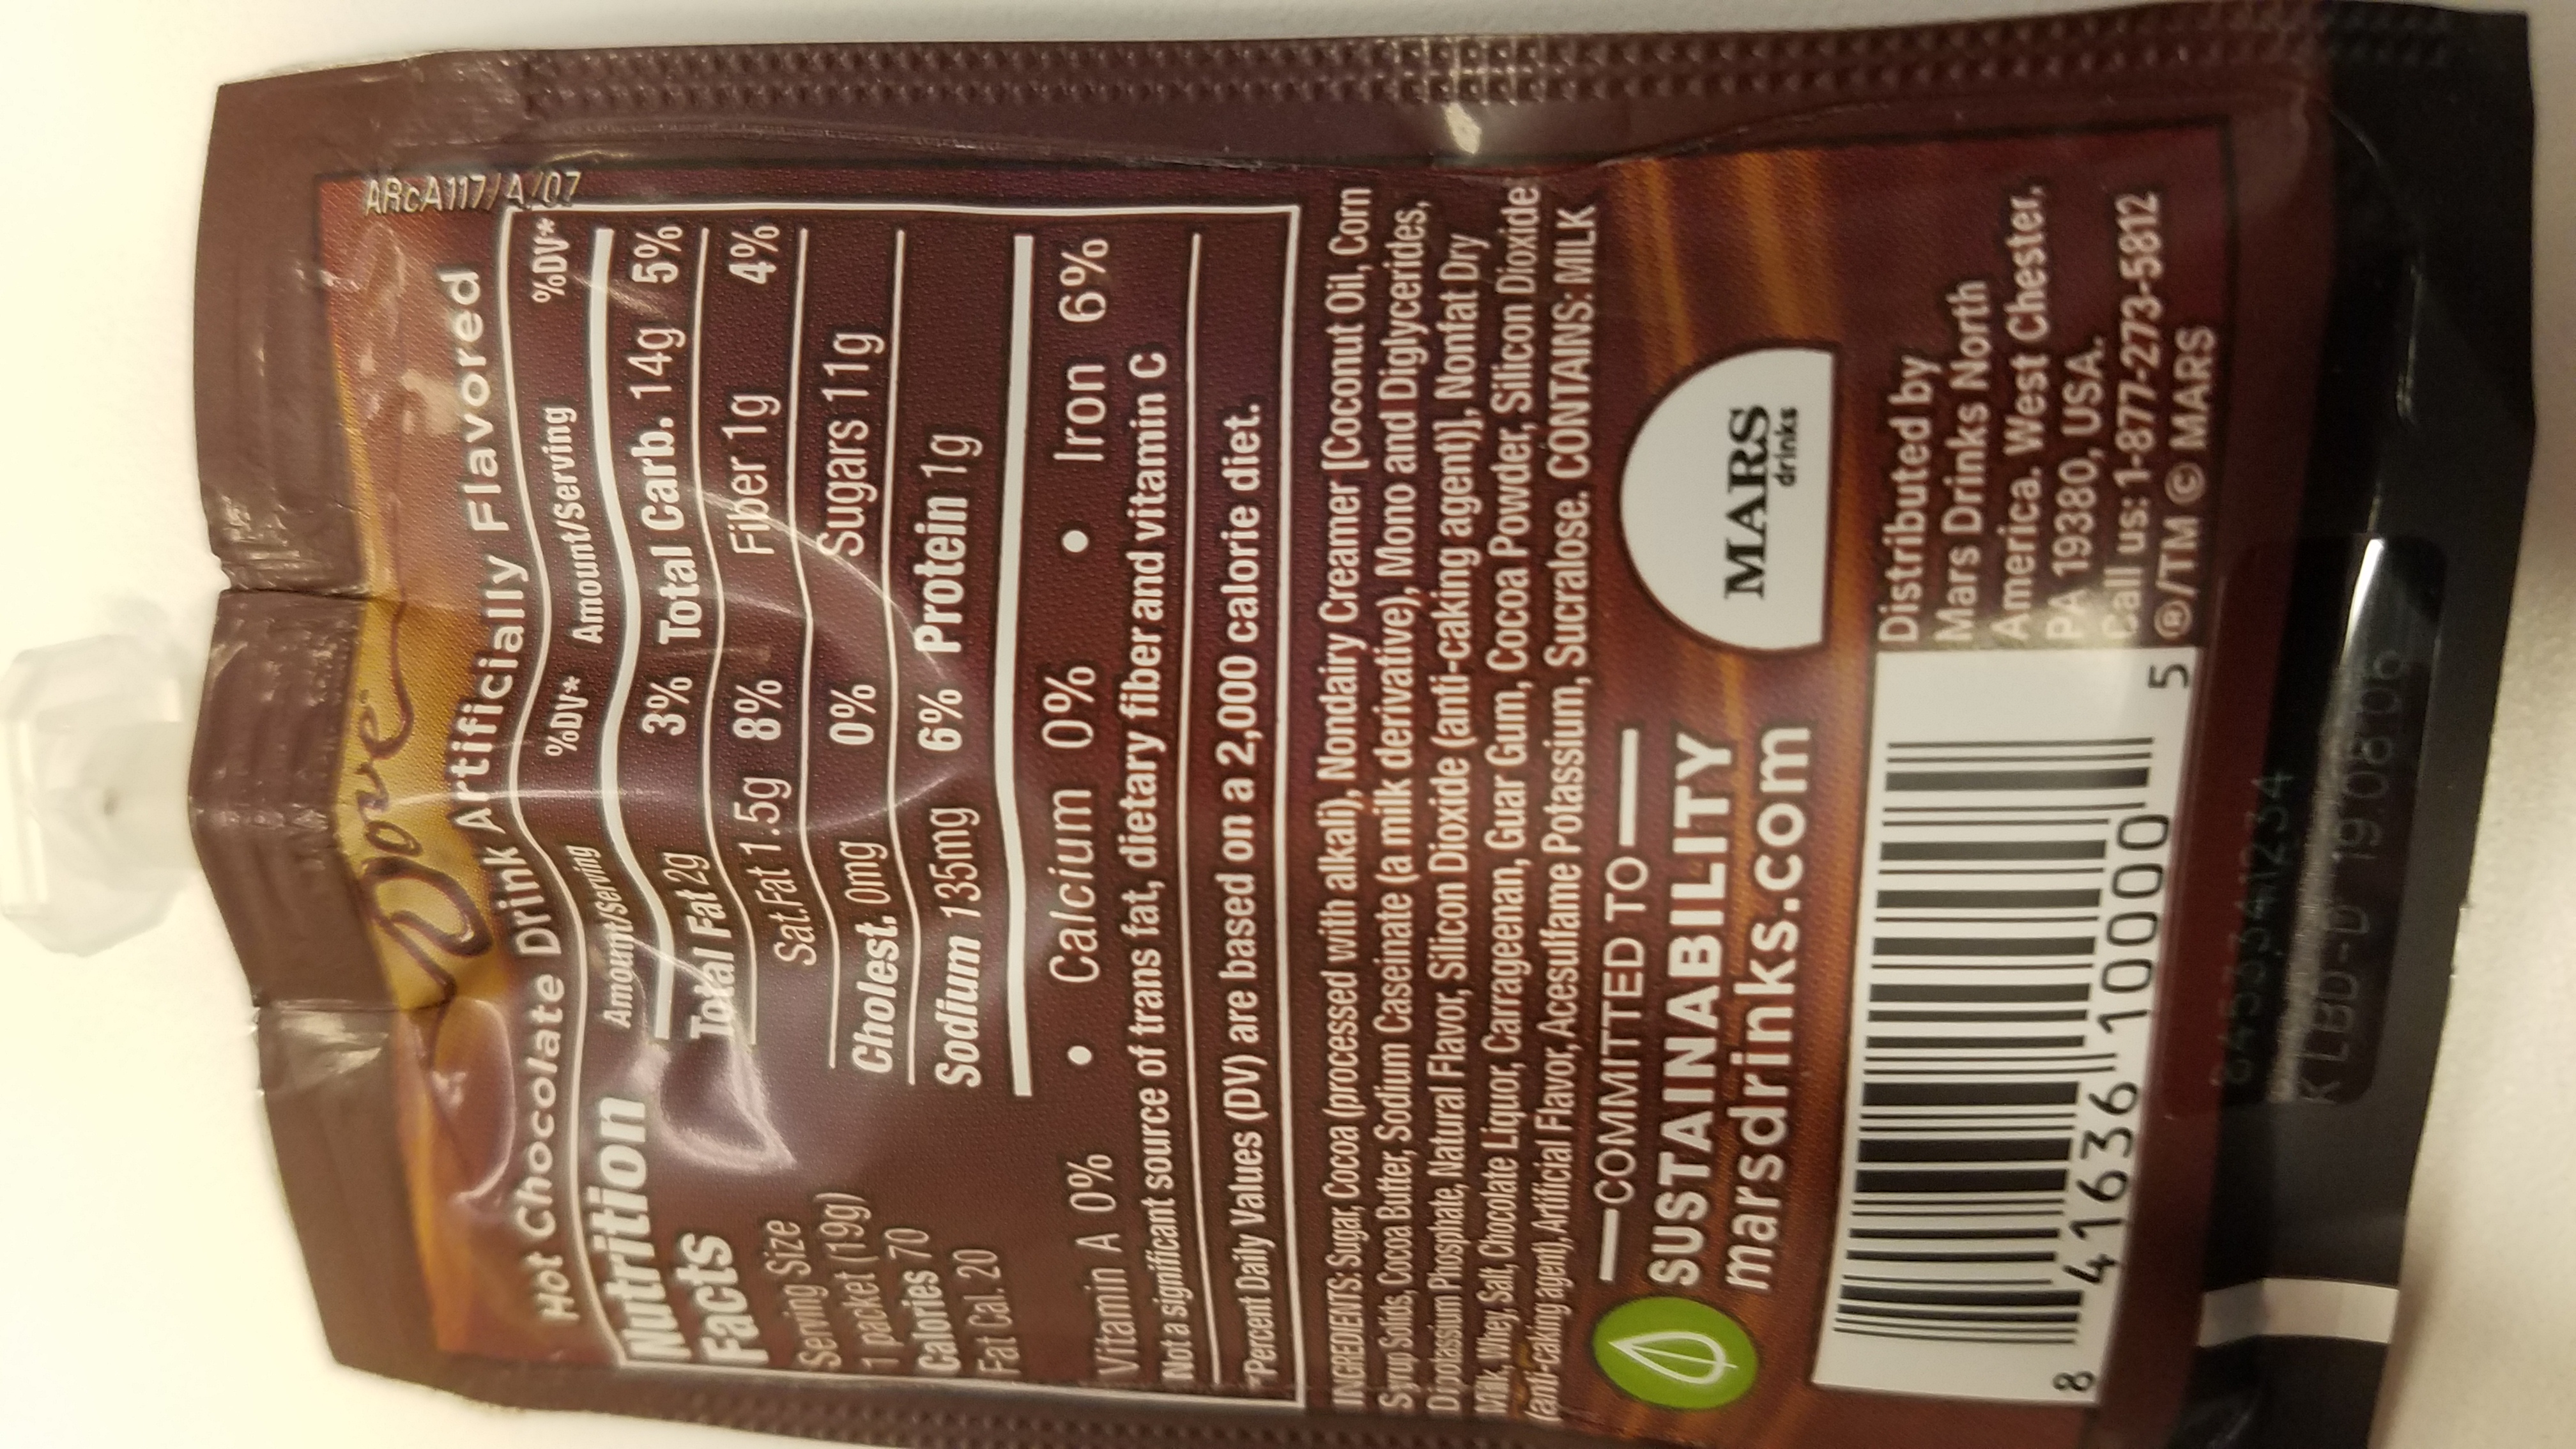 ARcA117/A/07
Dove
Hot Chocolate Drink Artificially Flavored
Nutrition
Facts
Serving Size
1 packet (19g)
Calories 70
Fat Cal. 20
Amount/Serving %DV* Amount/Serving %DV*
Total Fat 2g 3% Total Carb. 14g 5%
Sat.Fat 1.5g 8% Fiber 1g 4%
Cholest. 0mg 0% Sugars 11g
Sodium 135mg 6% Protein 1g
Vitamin A 0% • Calcium 0% • Iron 6%
Not a significant source of trans fat, dietary fiber and vitamin C
*Percent Daily Values (DV) are based on a 2,000 calorie diet.
INGREDIENTS: Sugar, Cocoa (processed with alkali), Nondairy Creamer [Coconut Oil, Corn
Syrup Solids, Cocoa Butter, Sodium Caseinate (a milk derivative), Mono and Diglycerides,
Dipotassium Phosphate, Natural Flavor, Silicon Dioxide (anti-caking agent)], Nonfat Dry
Milk, Whey, Salt, Chocolate Liquor, Carrageenan, Guar Gum, Cocoa Powder, Silicon Dioxide
(anti-caking agent), Artificial Flavor, Acesulfame Potassium, Sucralose. CONTAINS: MILK
COMMITTED TO
SUSTAINABILITY
marsdrinks.com
MARS
drinks
8 41636 10000 5
Distributed by
Mars Drinks North
America. West Chester,
PA 19380, USA.
Call us: 1-877-273-5812
®/TM © MARS